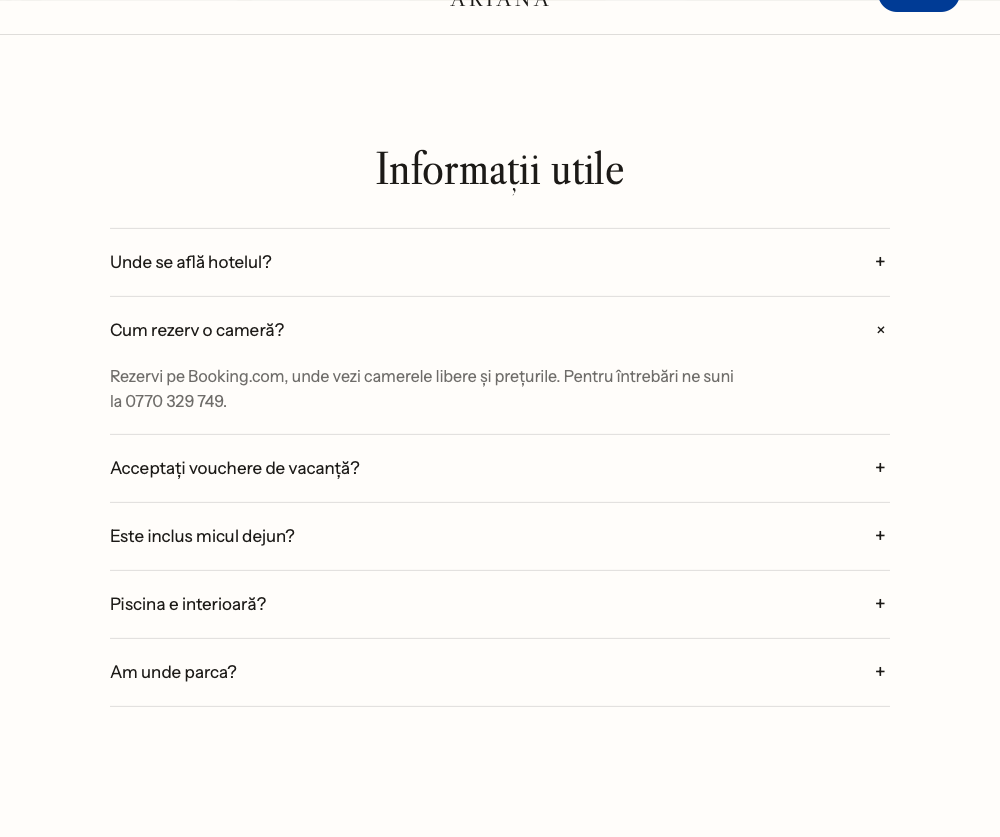 ARIANA
Informații utile
Unde se află hotelul?
+
Cum rezerv o cameră?
×
Rezervi pe Booking.com, unde vezi camerele libere și prețurile. Pentru întrebări ne suni
la 0770 329 749.
Acceptați vouchere de vacanță?
+
Este inclus micul dejun?
+
Piscina e interioară?
+
Am unde parca?
+